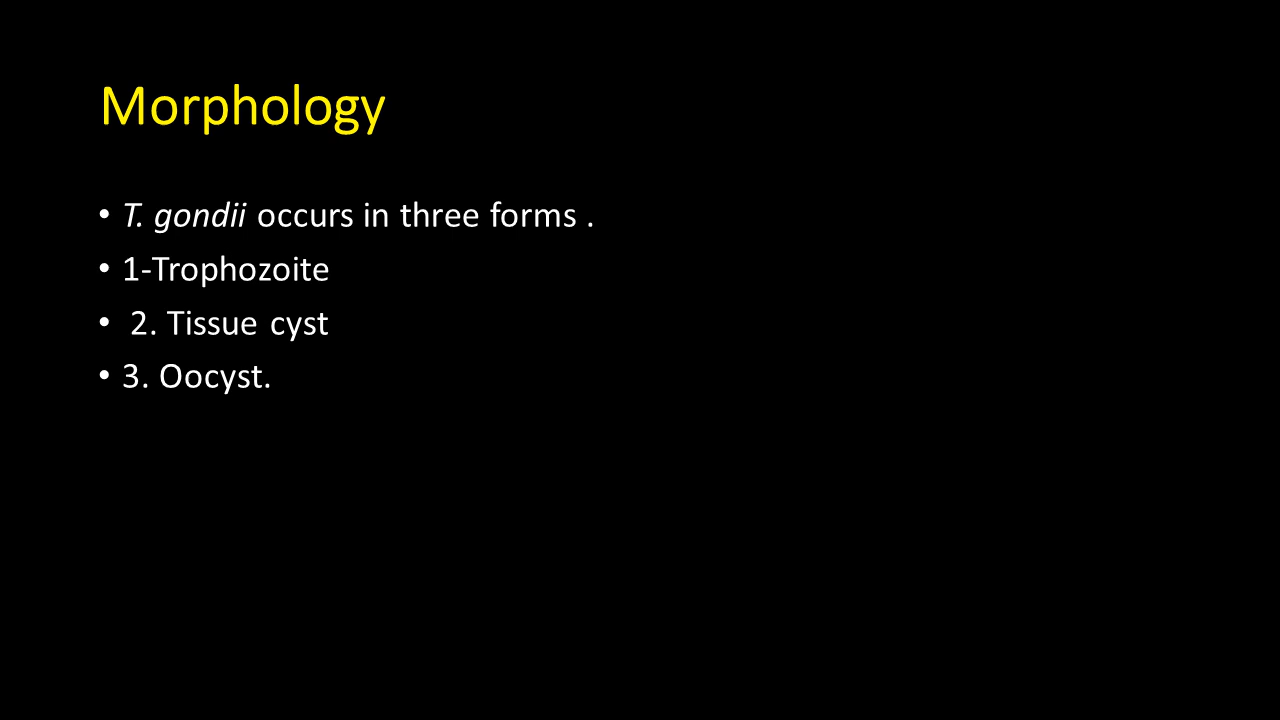 Morphology
• T. gondii occurs in three forms .
• 1-Trophozoite
• 2. Tissue cyst
• 3. Oocyst.